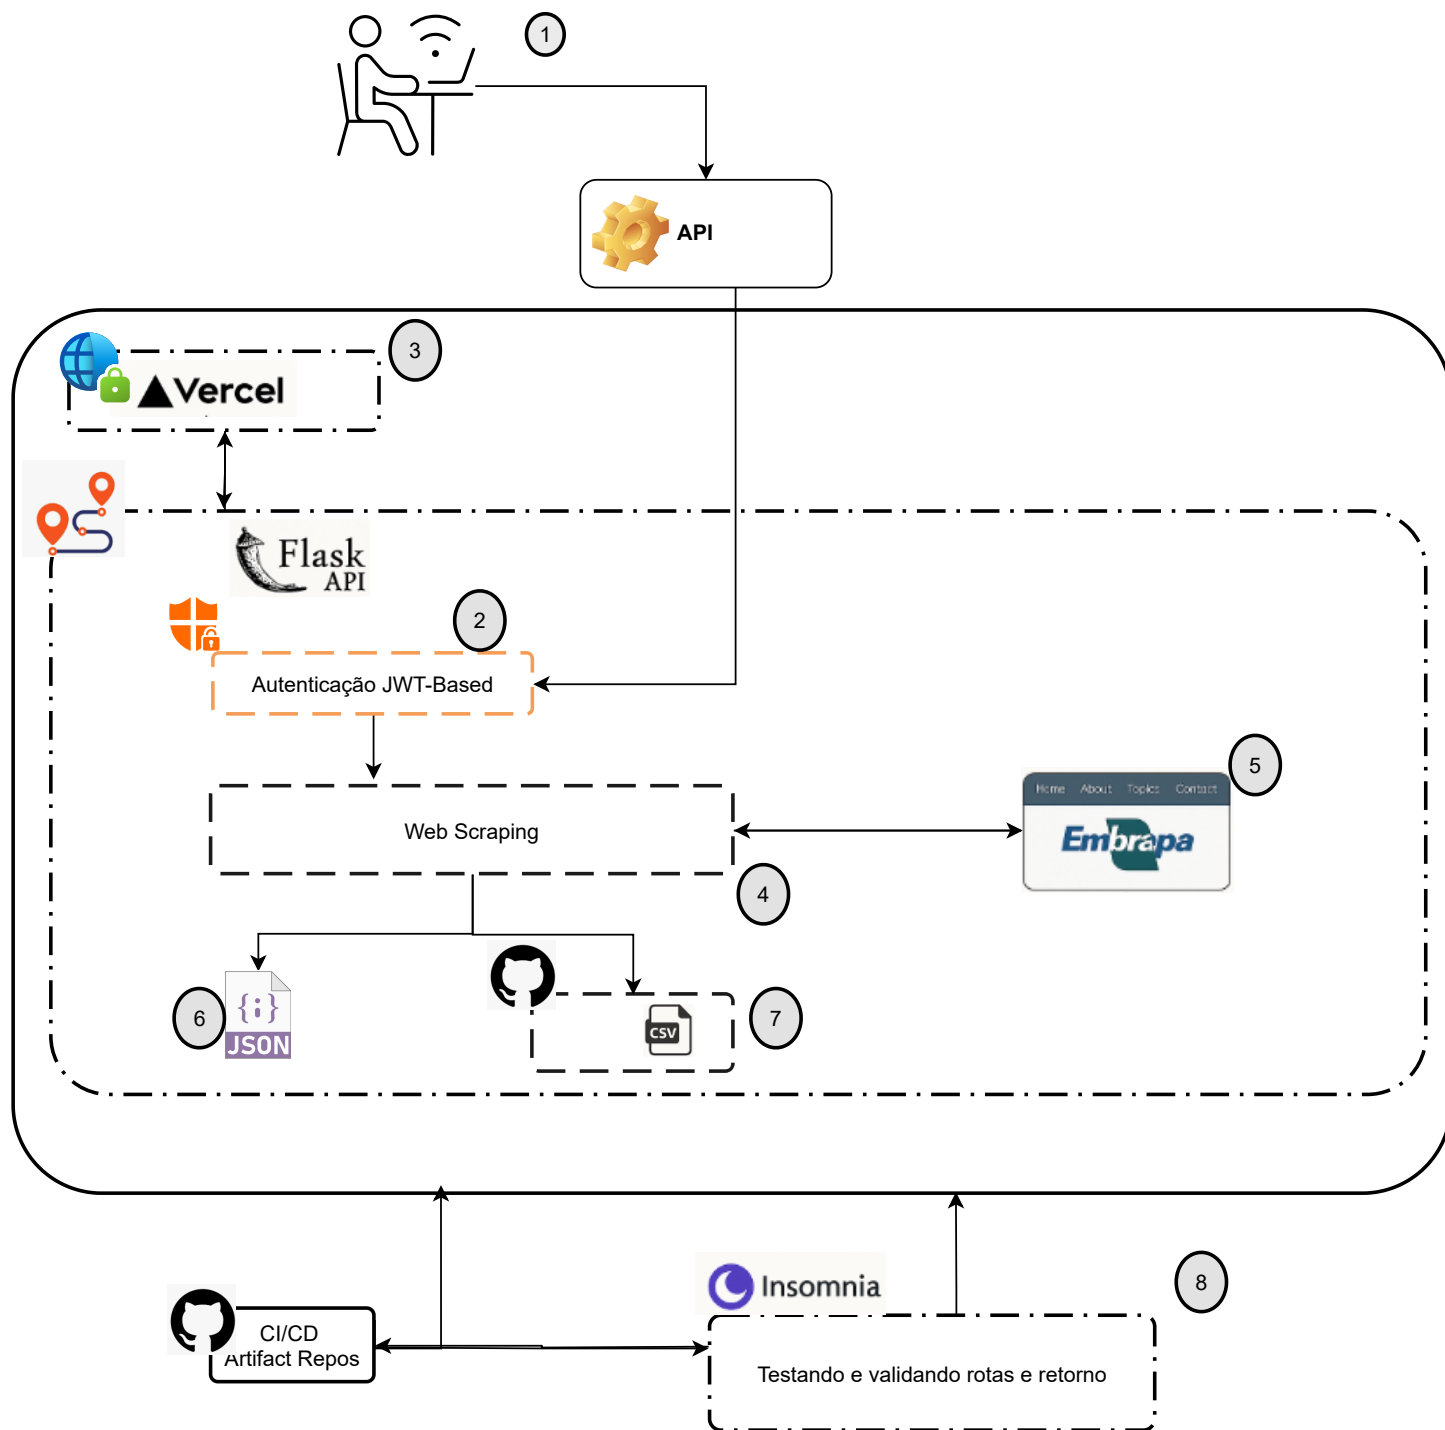 1
API
3
Vercel
Flask
API
2
Autenticação JWT-Based
5
Home About Topics Contact
Embrapa
Web Scraping
4
6
{;}
JSON
CSV
7
Insomnia
8
CI/CD
Artifact Repos
Testando e validando rotas e retorno